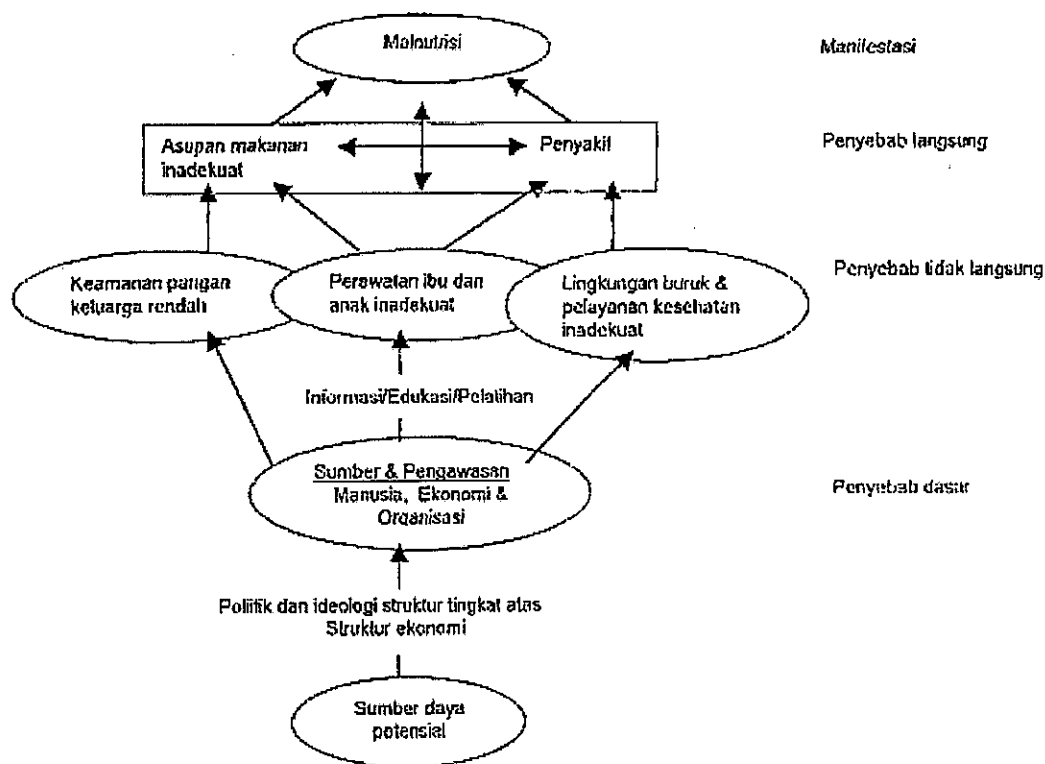 Malnutrisi
Manifestasi
Asupan makanan
inadekuat
Penyakit
Penyebab langsung
Keamanan pangan
keluarga rendah
Perawatan ibu dan
anak inadekuat
Lingkungan buruk &
pelayanan kesehatan
inadekuat
Penyebab tidak langsung
Informasi/Edukasi/Pelatihan
Sumber & Pengawasan
Manusia, Ekonomi &
Organisasi
Penyebab dasar
Politik dan ideologi struktur tingkat atas
Struktur ekonomi
Sumber daya
potensial